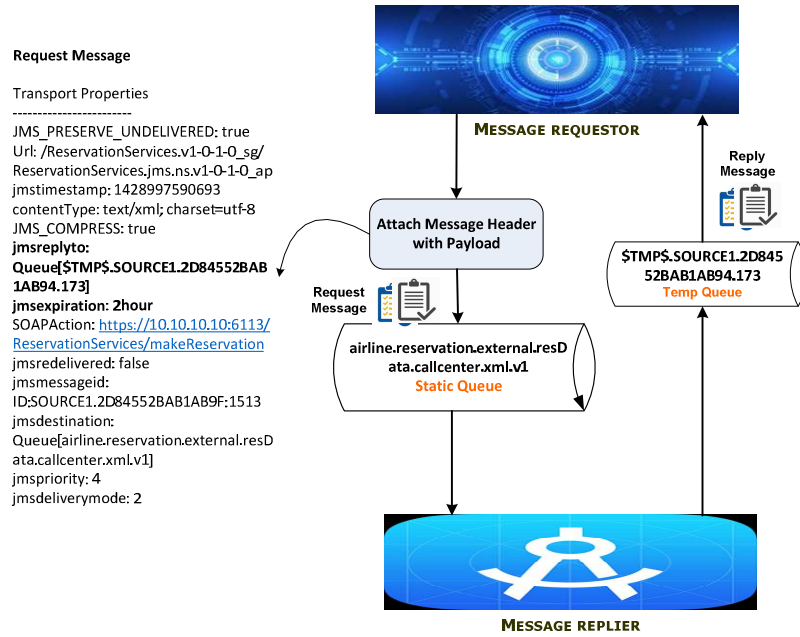 Request Message
Transport Properties
------------------------
JMS_PRESERVE_UNDELIVERED: true
Url: /ReservationServices.v1-0-1-0_sg/
ReservationServices.jms.ns.v1-0-1-0_ap
jmstimestamp: 1428997590693
contentType: text/xml; charset=utf-8
JMS_COMPRESS: true
jmsreplyto:
Queue[$TMP$.SOURCE1.2D84552BAB
1AB94.173]
jmsexpiration: 2hour
SOAPAction: https://10.10.10.10:6113/
ReservationServices/makeReservation
jmsredelivered: false
jmsmessageid:
ID:SOURCE1.2D84552BAB1AB9F:1513
jmsdestination:
Queue[airline.reservation.external.resD
ata.callcenter.xml.v1]
jmspriority: 4
jmsdeliverymode: 2
MESSAGE REQUESTOR
Attach Message Header
with Payload
Request
Message
airline.reservation.external.resD
ata.callcenter.xml.v1
Static Queue
Reply
Message
$TMP$.SOURCE1.2D845
52BAB1AB94.173
Temp Queue
MESSAGE REPLIER